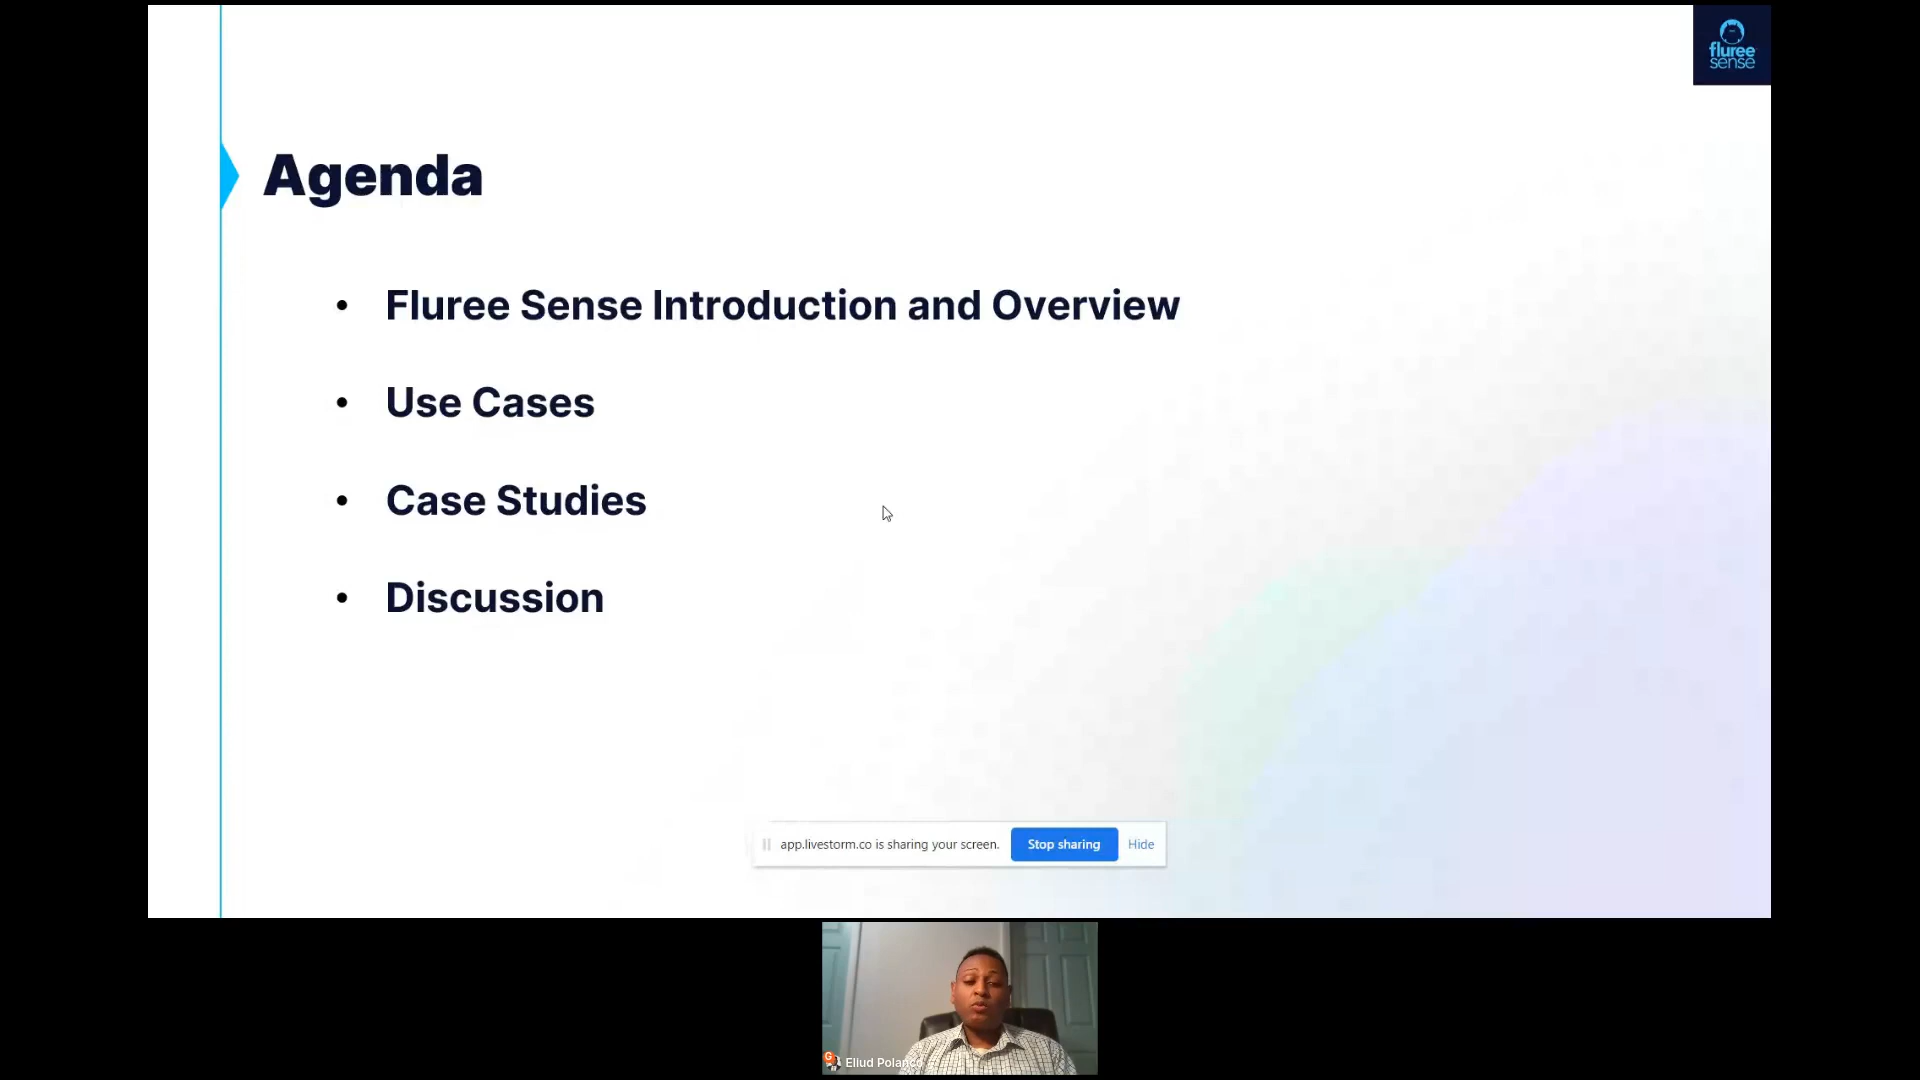 fluree
sense
Agenda
• Fluree Sense Introduction and Overview
• Use Cases
• Case Studies
• Discussion
app.livestorm.co is sharing your screen. Stop sharing Hide
G
Eliud